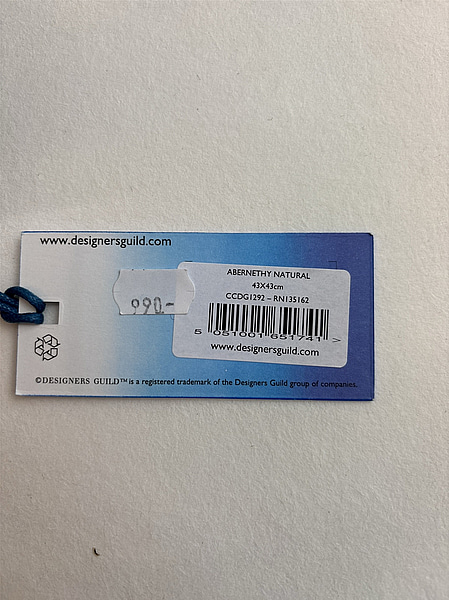 www.designersguild.com
990.-
ABERNETHY NATURAL
43X43cm
CCDG1292 – RN135162
5 051001 651741 >
www.designersguild.com
©DESIGNERS GUILD™ is a registered trademark of the Designers Guild group of companies.